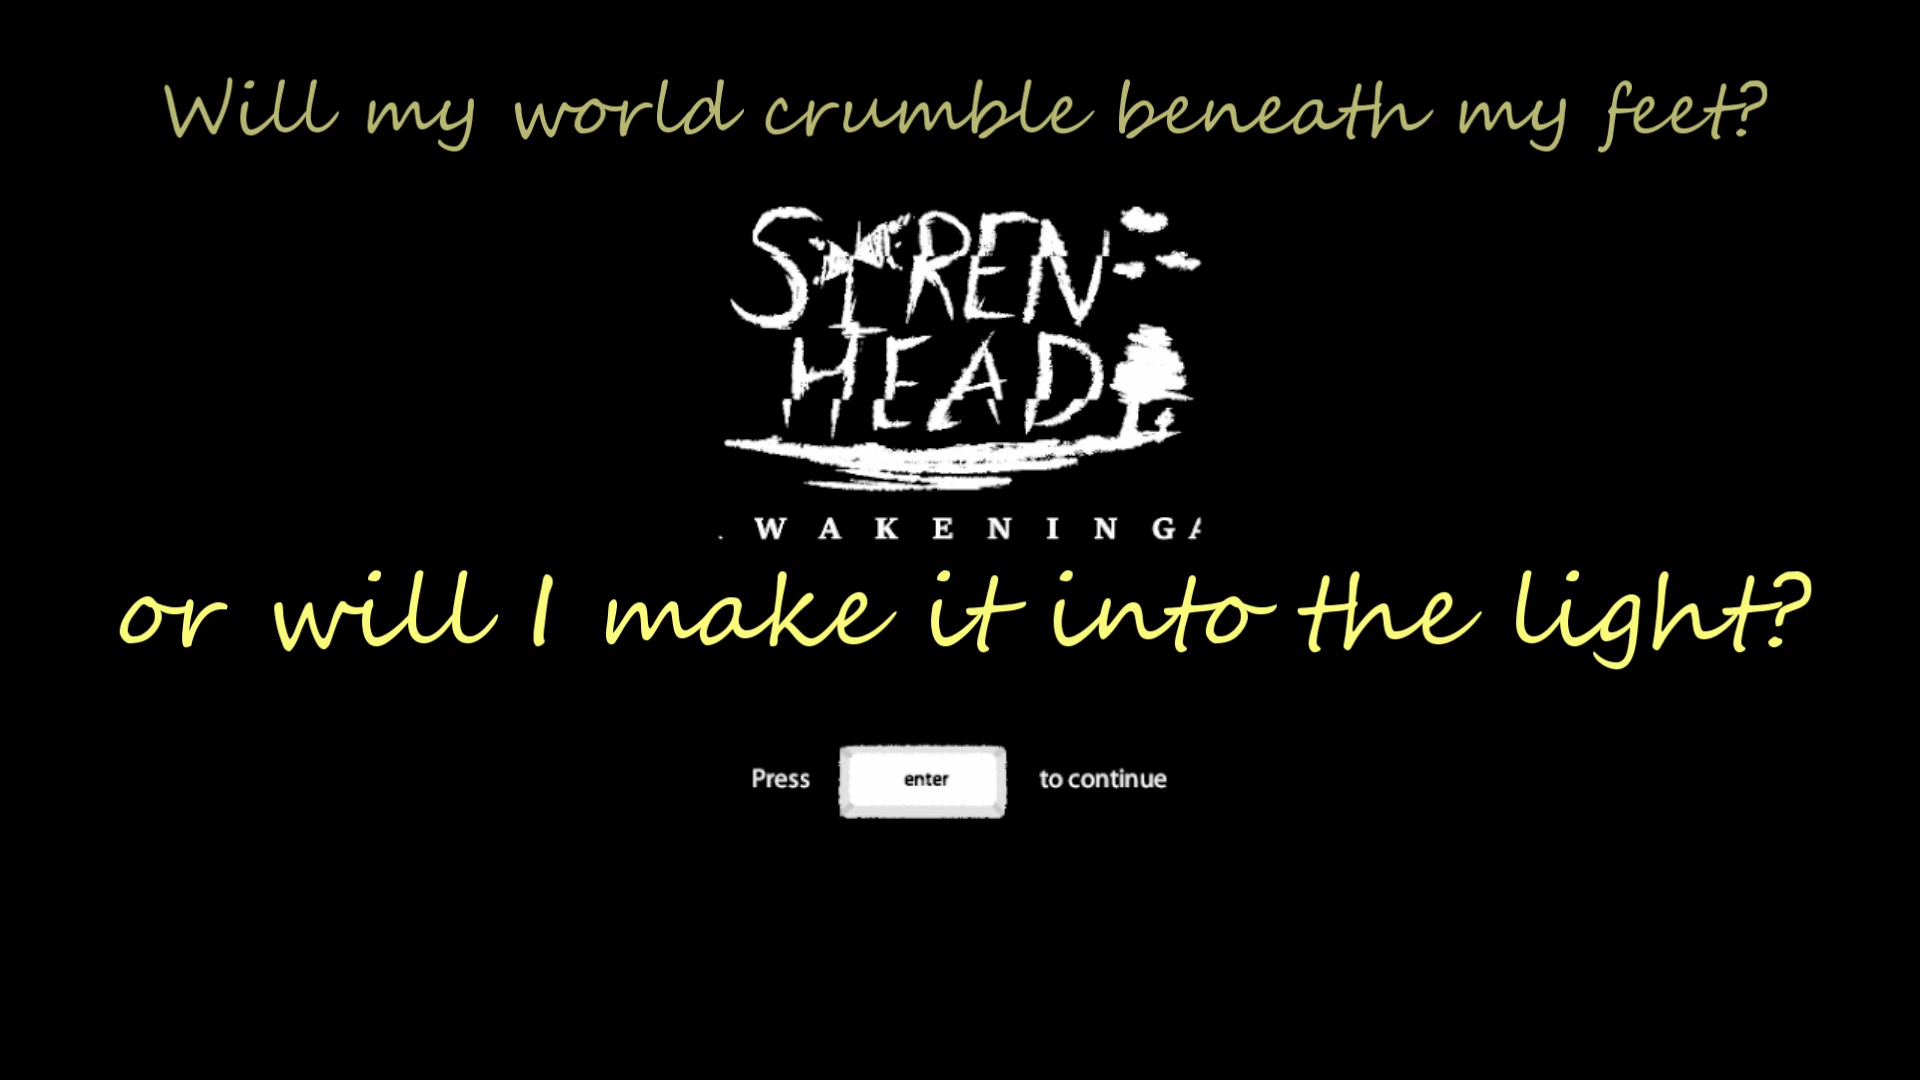 Will my world crumble beneath my feet?
SIREN
HEAD
. W A K E N I N G A
or will I make it into the light?
Press enter to continue